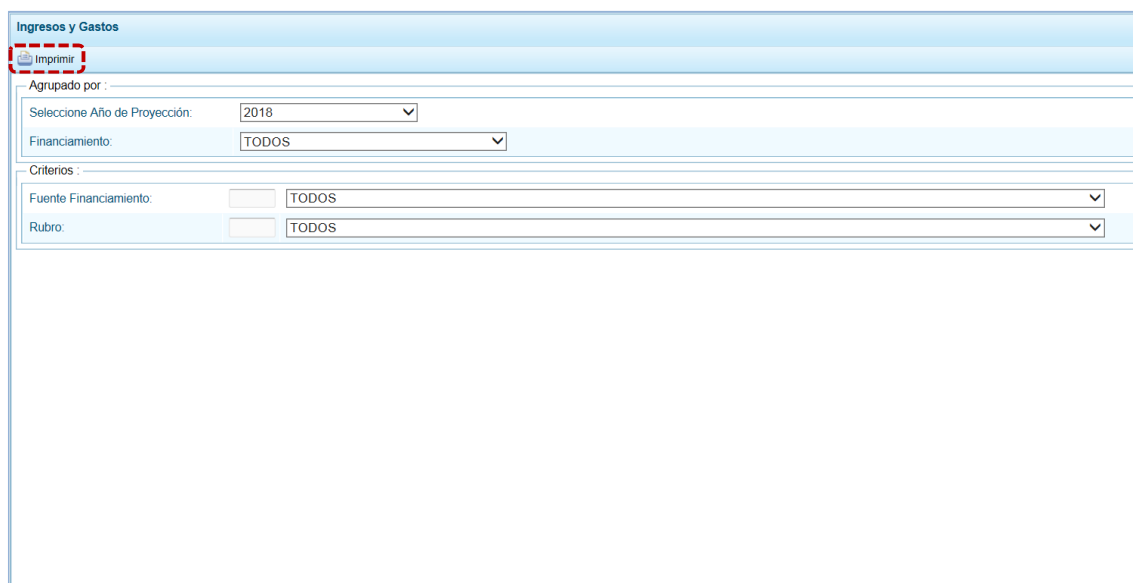 Ingresos y Gastos
Imprimir
Agrupado por :
Seleccione Año de Proyección: 2018
Financiamiento: TODOS
Criterios :
Fuente Financiamiento: TODOS
Rubro: TODOS